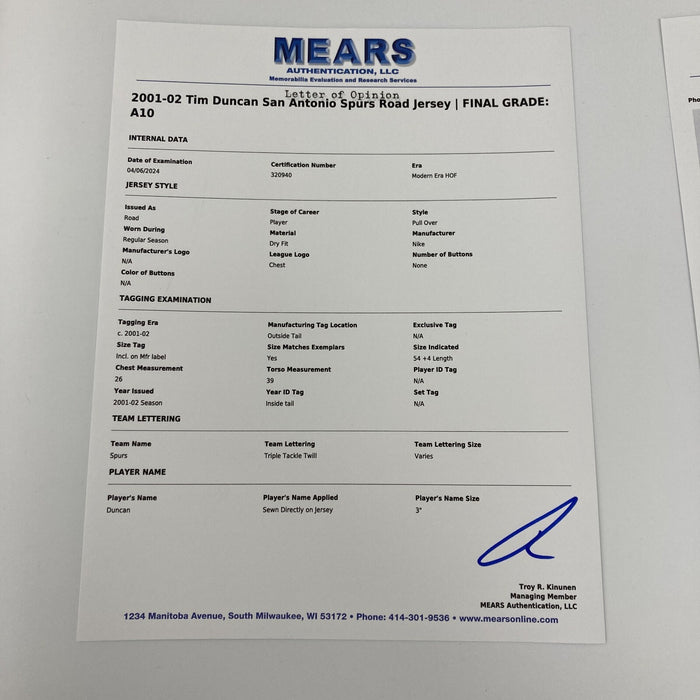 MEARS
AUTHENTICATION, LLC
Memorabilia Evaluation and Research Services
Letter of Opinion
2001-02 Tim Duncan San Antonio Spurs Road Jersey | FINAL GRADE:
A10
INTERNAL DATA
Date of Examination Certification Number Era
04/06/2024 320940 Modern Era HOF
JERSEY STYLE
Issued As Stage of Career Style
Road Player Pull Over
Worn During Material Manufacturer
Regular Season Dry Fit Nike
Manufacturer's Logo League Logo Number of Buttons
N/A Chest None
Color of Buttons
N/A
TAGGING EXAMINATION
Tagging Era Manufacturing Tag Location Exclusive Tag
c. 2001-02 Outside Tail N/A
Size Tag Size Matches Exemplars Size Indicated
Incl. on Mfr label Yes 54 +4 Length
Chest Measurement Torso Measurement Player ID Tag
26 39 N/A
Year Issued Year ID Tag Set Tag
2001-02 Season Inside tail N/A
TEAM LETTERING
Team Name Team Lettering Team Lettering Size
Spurs Triple Tackle Twill Varies
PLAYER NAME
Player's Name Player's Name Applied Player's Name Size
Duncan Sewn Directly on Jersey 3"
Troy R. Kinunen
Managing Member
MEARS Authentication, LLC
1234 Manitoba Avenue, South Milwaukee, WI 53172 • Phone: 414-301-9536 • www.mearsonline.com
Pho